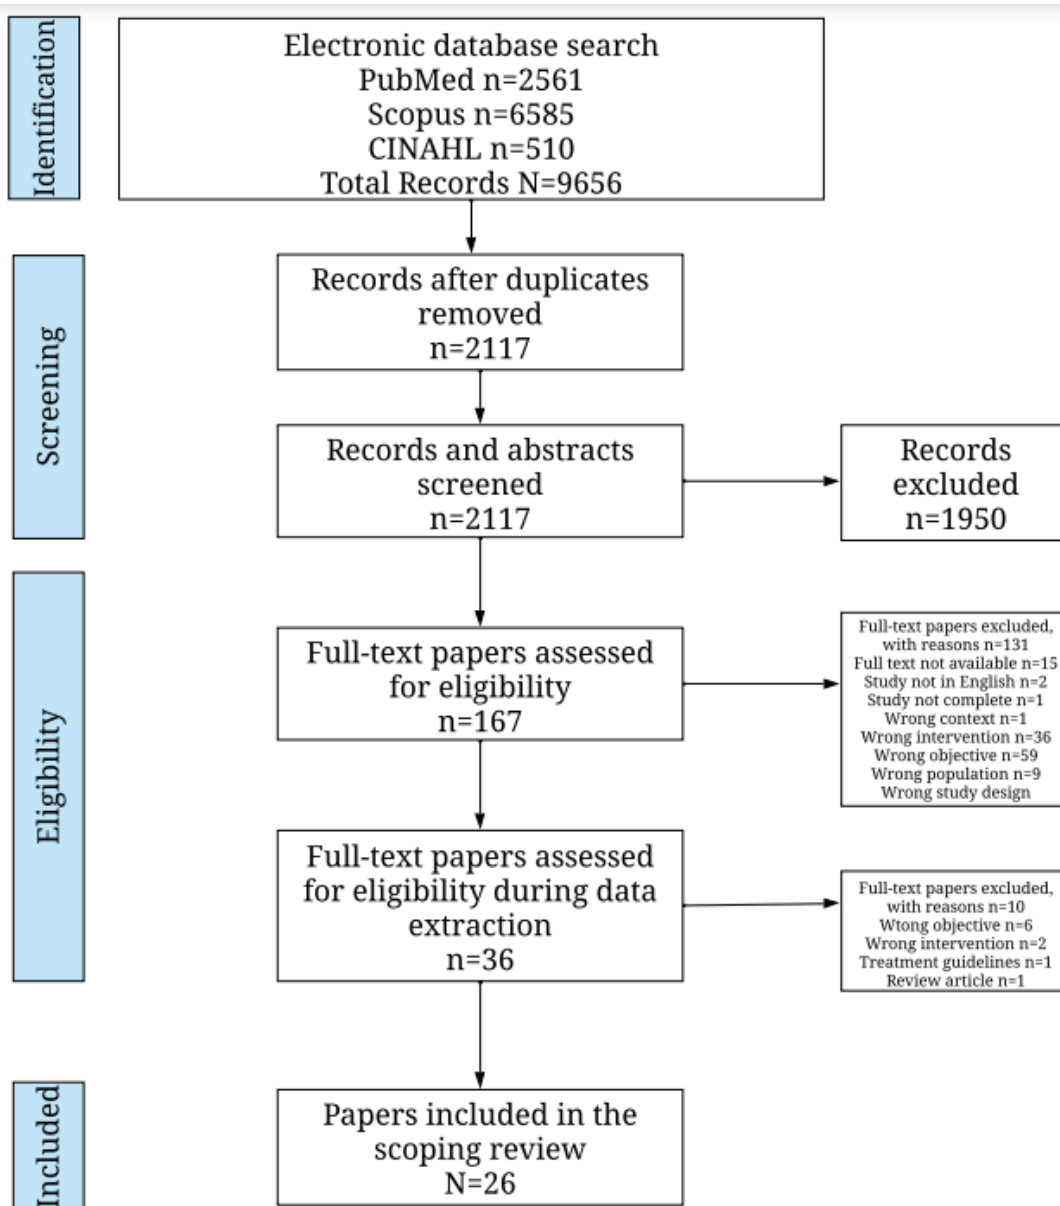 Identification
Electronic database search
PubMed n=2561
Scopus n=6585
CINAHL n=510
Total Records N=9656
Screening
Records after duplicates
removed
n=2117
Records and abstracts
screened
n=2117
Records
excluded
n=1950
Eligibility
Full-text papers assessed
for eligibility
n=167
Full-text papers excluded,
with reasons n=131
Full text not available n=15
Study not in English n=2
Study not complete n=1
Wrong context n=1
Wrong intervention n=36
Wrong objective n=59
Wrong population n=9
Wrong study design
Full-text papers assessed
for eligibility during data
extraction
n=36
Full-text papers excluded,
with reasons n=10
Wtong objective n=6
Wrong intervention n=2
Treatment guidelines n=1
Review article n=1
Included
Papers included in the
scoping review
N=26